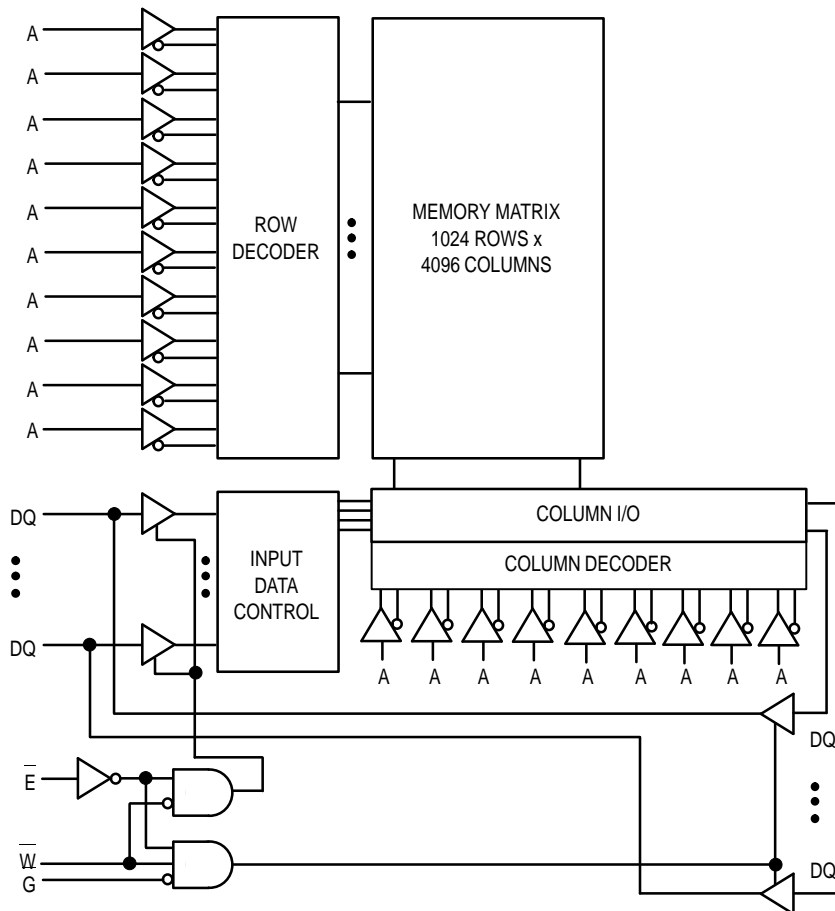 A
A
A
A
A
A
A
A
A
A
ROW
DECODER
MEMORY MATRIX
1024 ROWS x
4096 COLUMNS
DQ
DQ
INPUT
DATA
CONTROL
COLUMN I/O
COLUMN DECODER
A A A A A A A A A
DQ
DQ
E
W
G